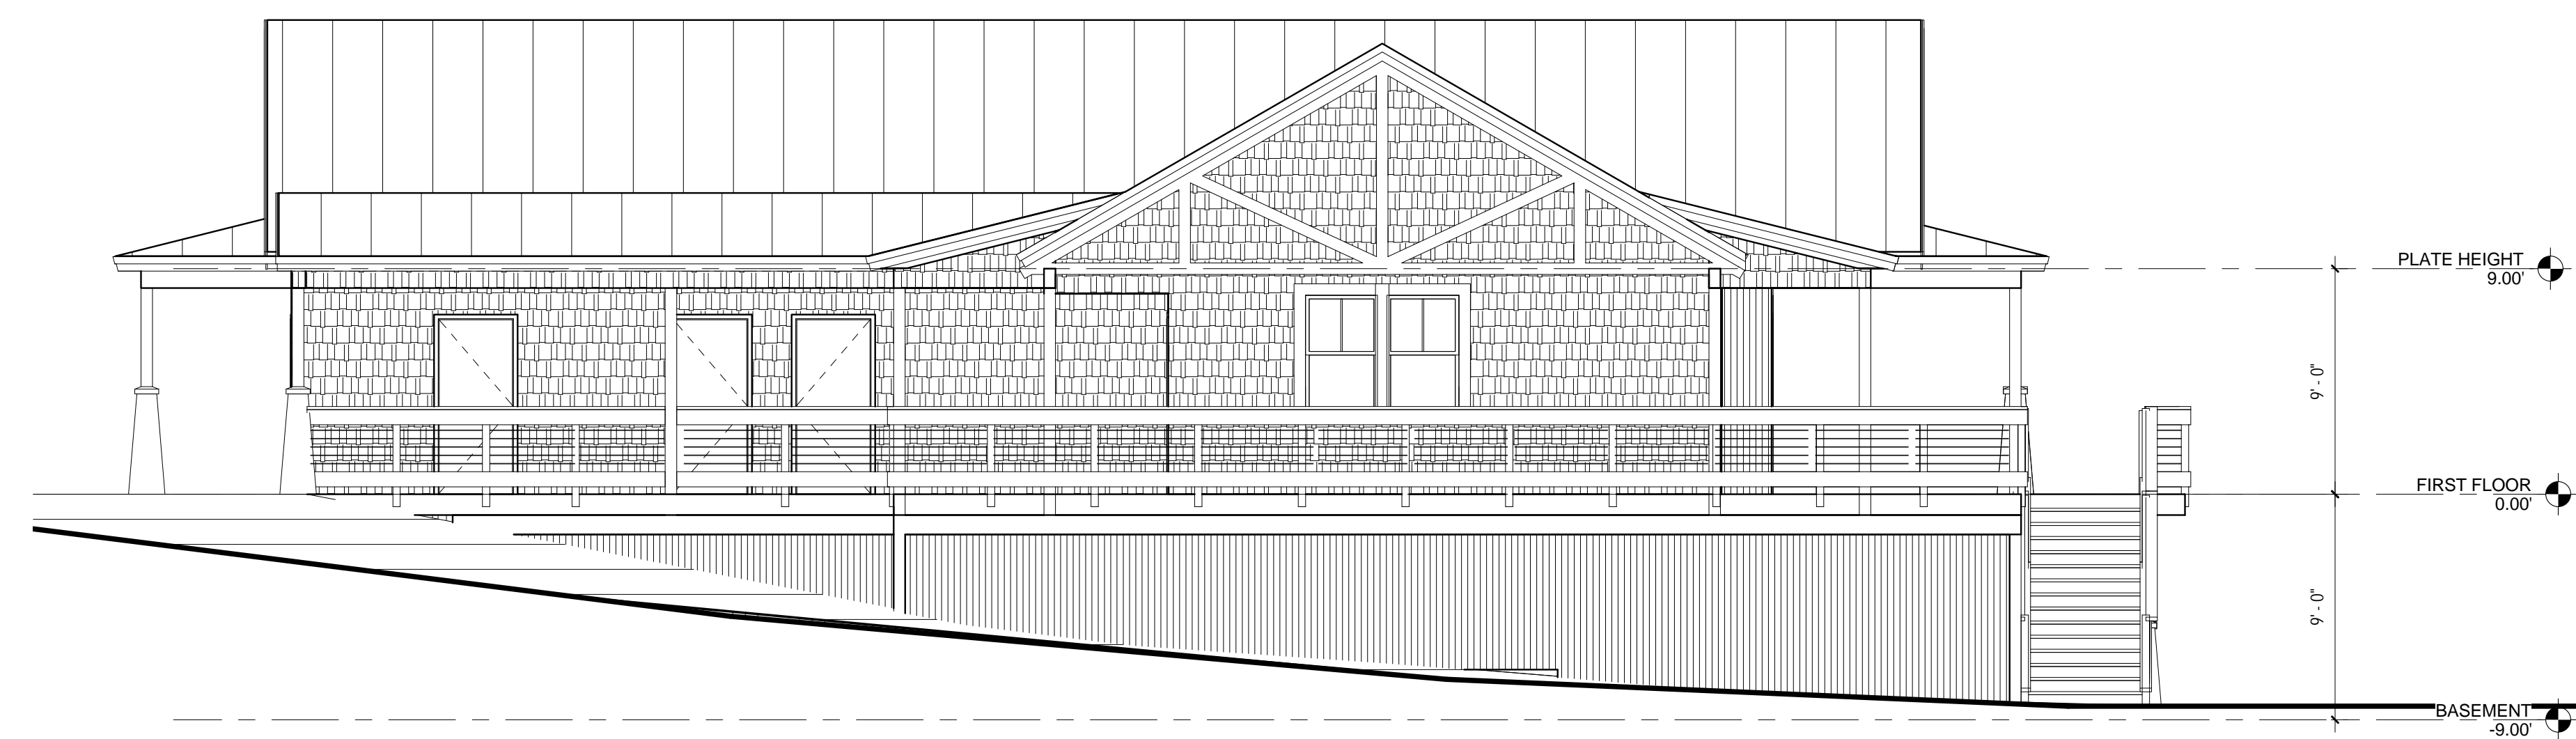 PLATE HEIGHT
9.00'
9' - 0"
FIRST FLOOR
0.00'
9' - 0"
BASEMENT
-9.00'